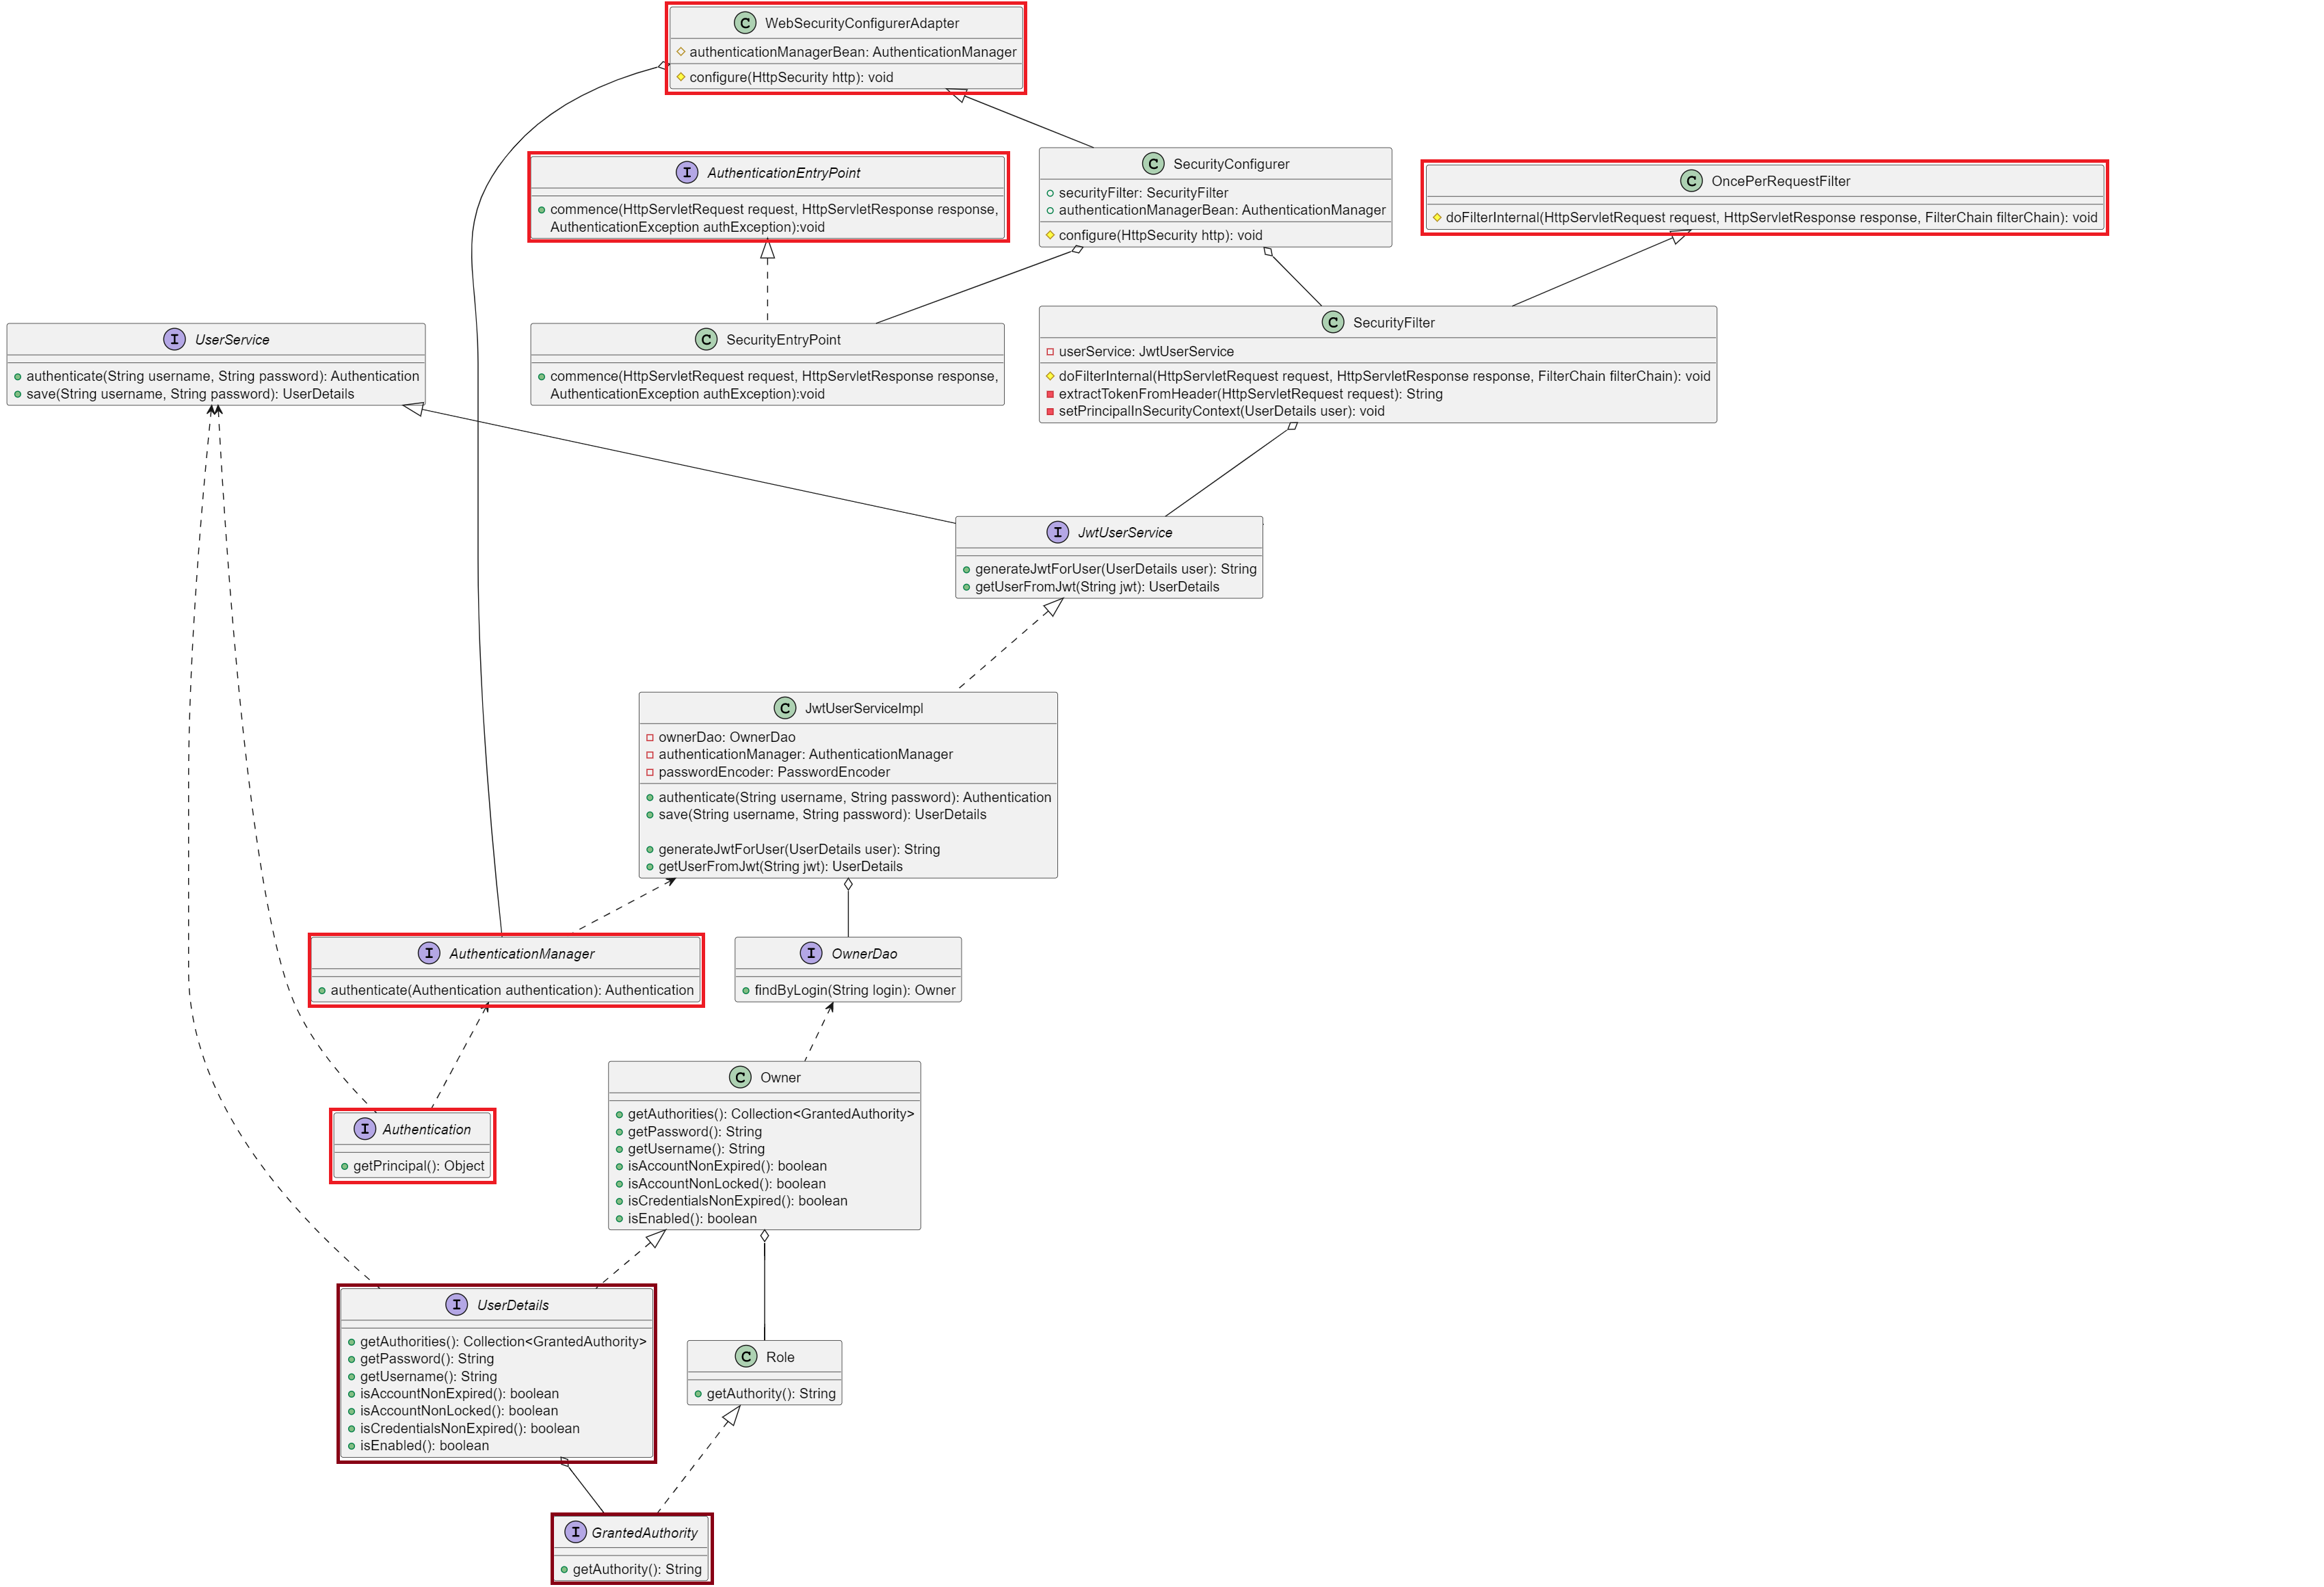 C WebSecurityConfigurerAdapter
authenticationManagerBean: AuthenticationManager
configure(HttpSecurity http): void
I AuthenticationEntryPoint
commence(HttpServletRequest request, HttpServletResponse response,
AuthenticationException authException):void
C SecurityConfigurer
securityFilter: SecurityFilter
authenticationManagerBean: AuthenticationManager
configure(HttpSecurity http): void
C OncePerRequestFilter
doFilterInternal(HttpServletRequest request, HttpServletResponse response, FilterChain filterChain): void
I UserService
authenticate(String username, String password): Authentication
save(String username, String password): UserDetails
C SecurityEntryPoint
commence(HttpServletRequest request, HttpServletResponse response,
AuthenticationException authException):void
C SecurityFilter
userService: JwtUserService
doFilterInternal(HttpServletRequest request, HttpServletResponse response, FilterChain filterChain): void
extractTokenFromHeader(HttpServletRequest request): String
setPrincipalInSecurityContext(UserDetails user): void
I JwtUserService
generateJwtForUser(UserDetails user): String
getUserFromJwt(String jwt): UserDetails
C JwtUserServiceImpl
ownerDao: OwnerDao
authenticationManager: AuthenticationManager
passwordEncoder: PasswordEncoder
authenticate(String username, String password): Authentication
save(String username, String password): UserDetails
generateJwtForUser(UserDetails user): String
getUserFromJwt(String jwt): UserDetails
I AuthenticationManager
authenticate(Authentication authentication): Authentication
I OwnerDao
findByLogin(String login): Owner
C Owner
getAuthorities(): Collection<GrantedAuthority>
getPassword(): String
getUsername(): String
isAccountNonExpired(): boolean
isAccountNonLocked(): boolean
isCredentialsNonExpired(): boolean
isEnabled(): boolean
I Authentication
getPrincipal(): Object
I UserDetails
getAuthorities(): Collection<GrantedAuthority>
getPassword(): String
getUsername(): String
isAccountNonExpired(): boolean
isAccountNonLocked(): boolean
isCredentialsNonExpired(): boolean
isEnabled(): boolean
C Role
getAuthority(): String
I GrantedAuthority
getAuthority(): String